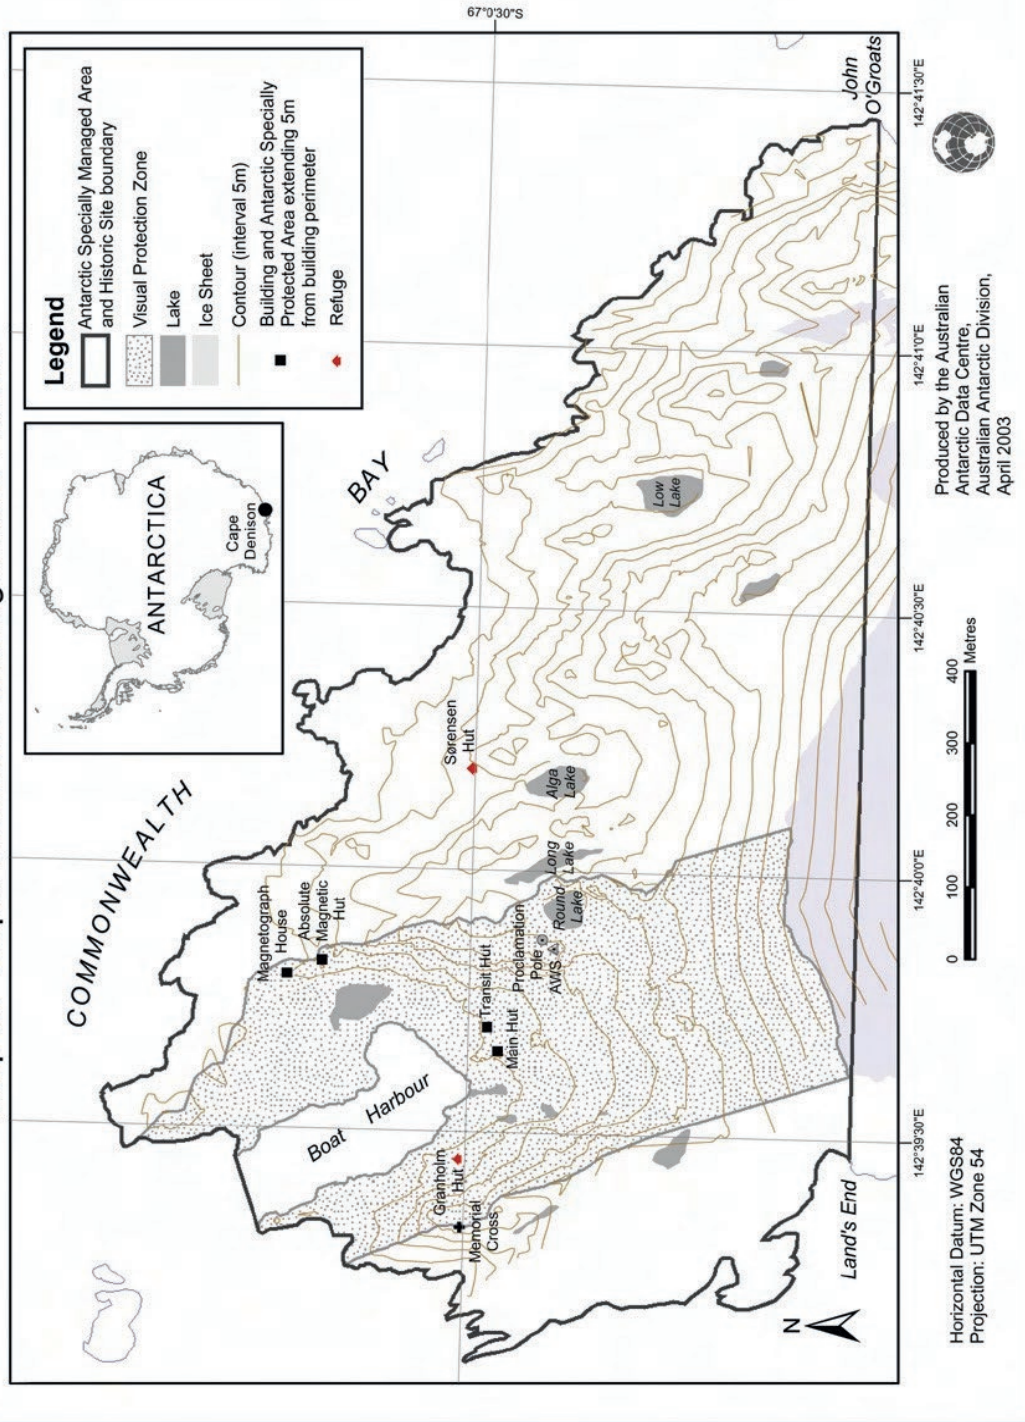 67°0'30"S
Legend
Antarctic Specially Managed Area
and Historic Site boundary
Visual Protection Zone
Lake
Ice Sheet
Contour (interval 5m)
Building and Antarctic Specially
Protected Area extending 5m
from building perimeter
Refuge
ANTARCTICA
Cape
Denison
COMMONWEALTH
BAY
Magnetograph
House
Absolute
Magnetic
Hut
Sørensen
Hut
Boat Harbour
Granholm
Hut
Memorial
Cross
Transit Hut
Main Hut
Proclamation
Pole
AWS
Round
Lake
Long
Lake
Alga
Lake
Low
Lake
Land's End
John
O'Groats
N
142°39'30"E
142°40'0"E
142°40'30"E
142°41'0"E
142°41'30"E
Horizontal Datum: WGS84
Projection: UTM Zone 54
0 100 200 300 400
Metres
Produced by the Australian
Antarctic Data Centre,
Australian Antarctic Division,
April 2003